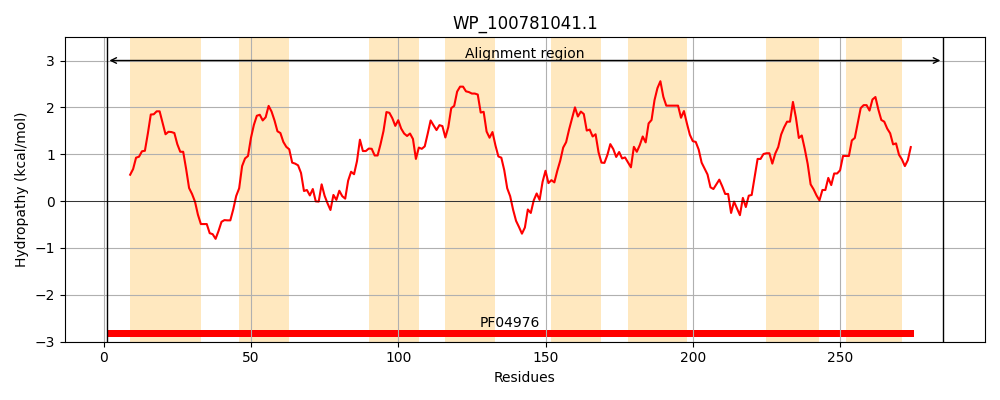 WP_100781041.1
Alignment region
3
2
1
0
−1
−2
−3
Hydropathy (kcal/mol)
PF04976
0 50 100 150 200 250
Residues